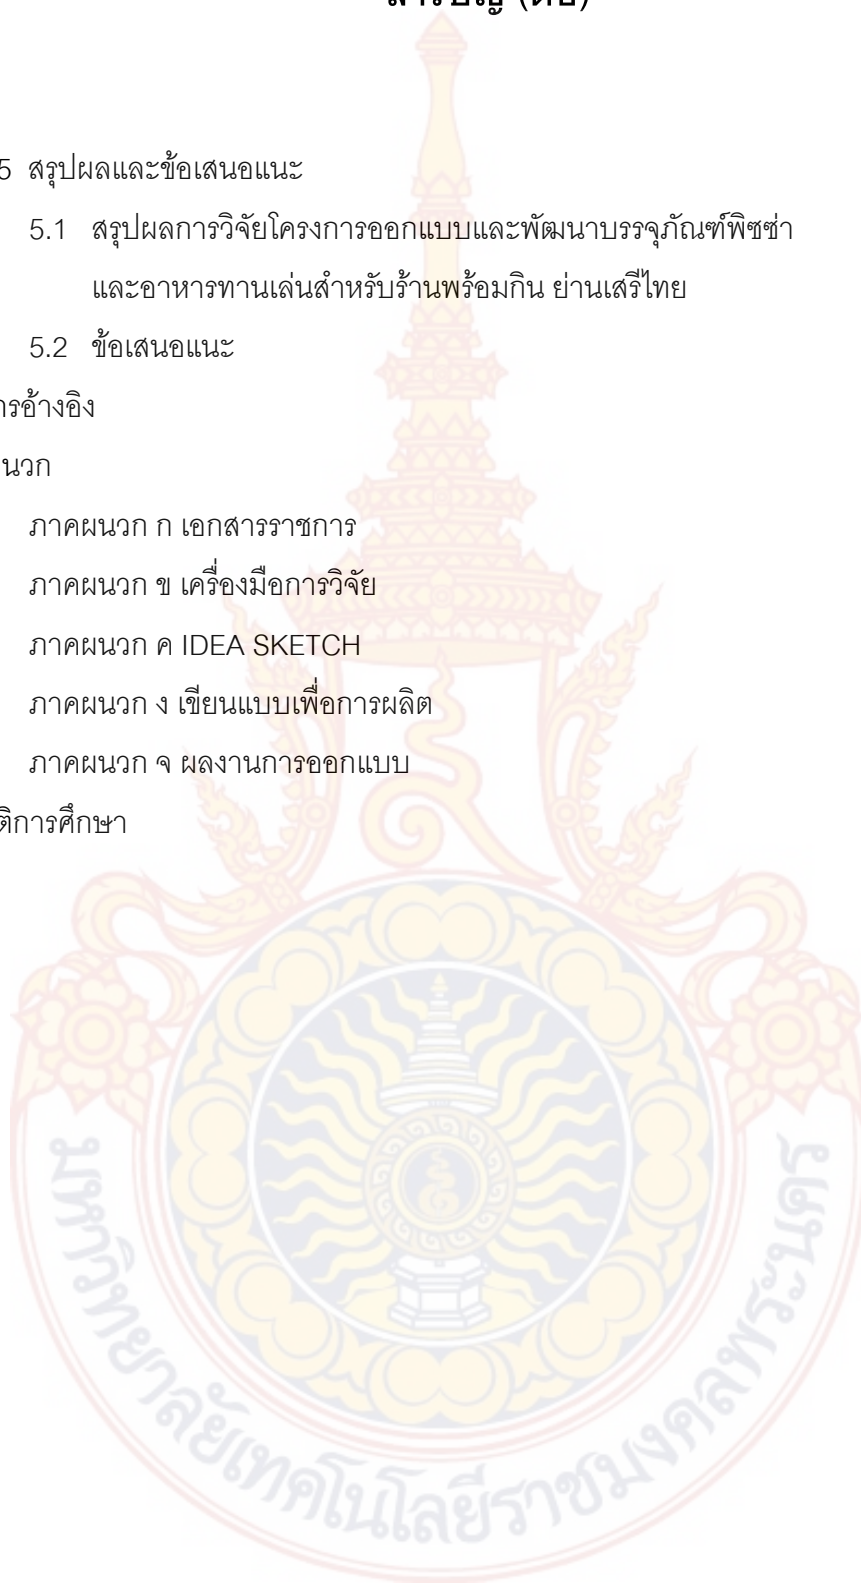 สารบัญ (ต่อ)
5 สรุปผลและข้อเสนอแนะ
5.1 สรุปผลการวิจัยโครงการออกแบบและพัฒนาบรรจุภัณฑ์พิซซ่า
และอาหารทานเล่นสำหรับร้านพร้อมกิน ย่านเสรีไทย
5.2 ข้อเสนอแนะ
ารอ้างอิง
นวก
ภาคผนวก ก เอกสารราชการ
ภาคผนวก ข เครื่องมือการวิจัย
ภาคผนวก ค IDEA SKETCH
ภาคผนวก ง เขียนแบบเพื่อการผลิต
ภาคผนวก จ ผลงานการออกแบบ
ติการศึกษา
มหาวิทยาลัยเทคโนโลยีราชมงคลพระนคร